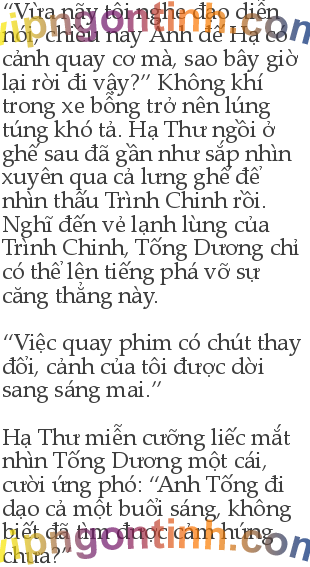 “Vừa nãy tôi nghe đạo diễn
nói, chiều nay Ảnh đế Hạ có
cảnh quay cơ mà, sao bây giờ
lại rời đi vậy?” Không khí
trong xe bỗng trở nên lúng
túng khó tả. Hạ Thư ngồi ở
ghế sau đã gần như sắp nhìn
xuyên qua cả lưng ghế để
nhìn thấu Trình Chinh rồi.
Nghĩ đến vẻ lạnh lùng của
Trình Chinh, Tống Dương chỉ
có thể lên tiếng phá vỡ sự
căng thẳng này.
“Việc quay phim có chút thay
đổi, cảnh của tôi được dời
sang sáng mai.”
Hạ Thư miễn cưỡng liếc mắt
nhìn Tống Dương một cái,
cười ứng phó: “Anh Tống đi
dạo cả một buổi sáng, không
biết đã tìm được cảm hứng
chưa?”
vipngontinh.com
vipngontinh.com